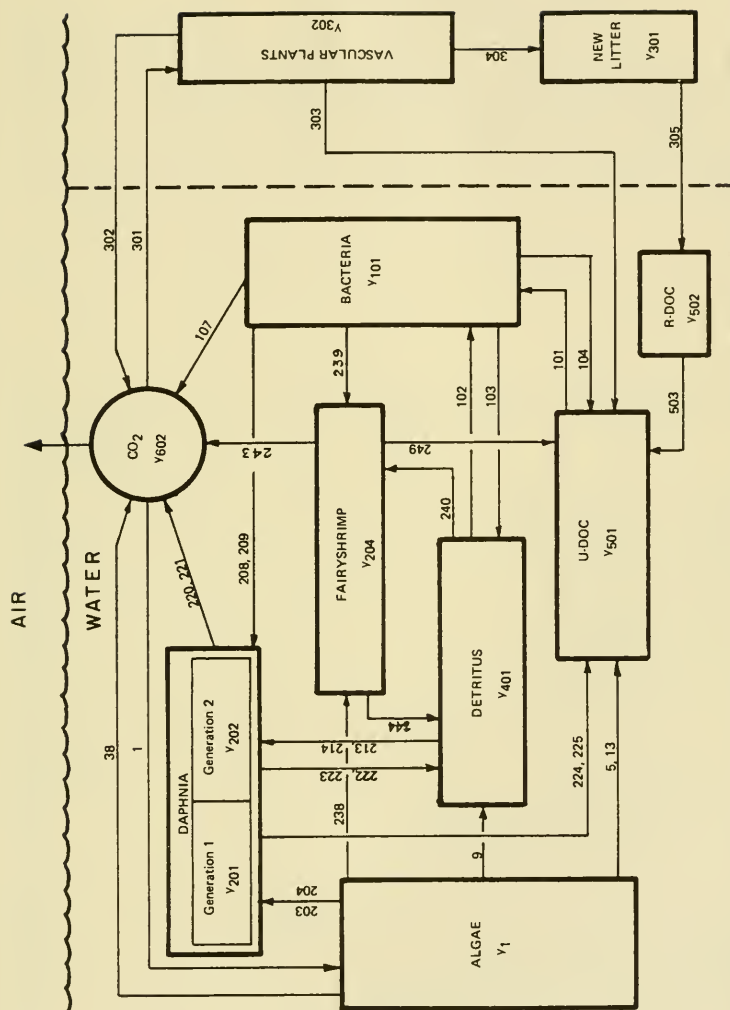 AIR
WATER
38
1
302
301
CO₂
Y602
107
220, 221
243
208, 209
DAPHNIA
Generation 1
Y201
Generation 2
Y202
203
204
222, 223
213, 214
238
FAIRYSHRIMP
Y204
239
244
240
249
BACTERIA
Y101
102
103
101
104
ALGAE
Y1
9
DETRITUS
Y401
224, 225
5, 13
U-DOC
Y501
503
R-DOC
Y502
VASCULAR PLANTS
Y302
303
304
NEW
LITTER
Y301
305